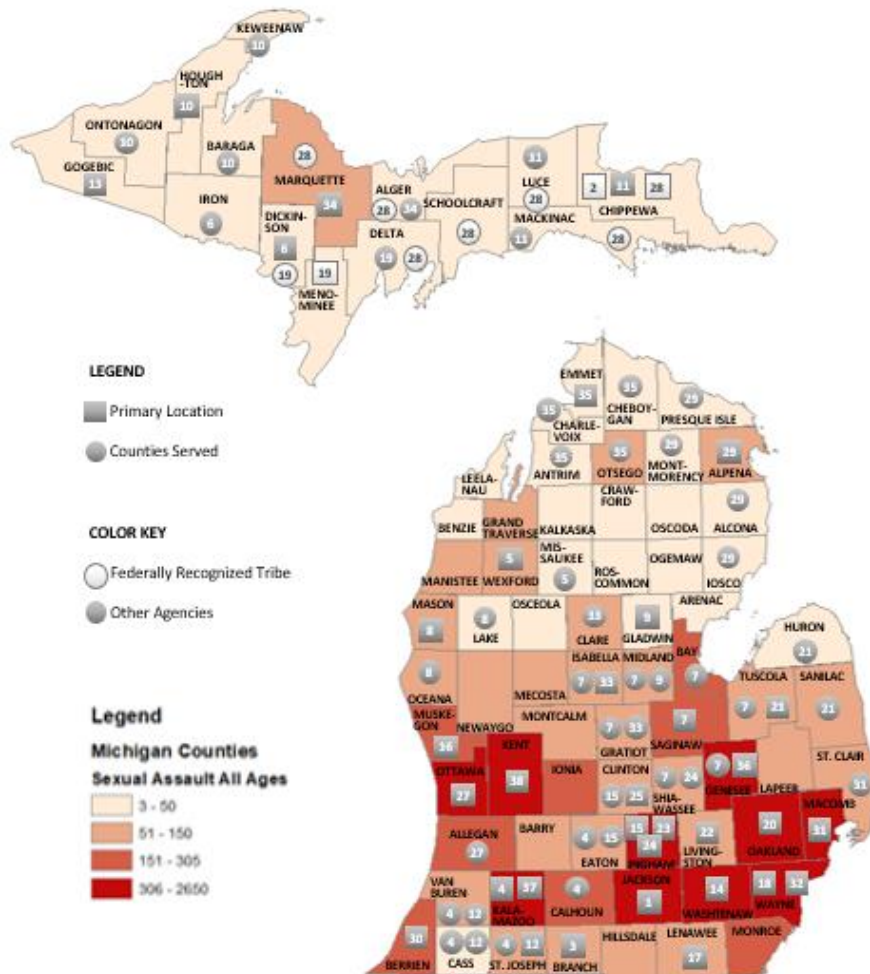 KEWEENAW
10
HOUGH
-TON
10
ONTONAGON
10
BARAGA
10
GOGEBIC
13
IRON
6
28
MARQUETTE
34
DICKIN-
SON
6
19
19
MENO-
MINEE
ALGER
28 34
SCHOOLCRAFT
28
DELTA
19 28
11
LUCE
28
MACKINAC
11
2 11 28
CHIPPEWA
28
LEGEND
Primary Location
Counties Served
COLOR KEY
Federally Recognized Tribe
Other Agencies
Legend
Michigan Counties
Sexual Assault All Ages
3 - 50
51 - 150
151 - 305
306 - 2650
EMMET
35
35
CHEBOY-
GAN
29
PRESQUE ISLE
35
CHARLE-
VOIX
35
ANTRIM
35
OTSEGO
29
MONT-
MORENCY
29
ALPENA
LEELA-
NAU
BENZIE
GRAND
TRAVERSE
KALKASKA
CRAW-
FORD
OSCODA
29
ALCONA
MANISTEE
5
WEXFORD
MIS-
SAUKEE
5
ROS-
COMMON
OGEMAW
29
IOSCO
MASON
8
8
LAKE
OSCEOLA
33
CLARE
9
GLADWIN
ARENAC
HURON
21
8
OCEANA
MECOSTA
ISABELLA
7 33
MIDLAND
7 9
BAY
7
TUSCOLA
7 21
SANILAC
21
MUSKE-
GON
16
NEWAYGO
MONTCALM
7 33
GRATIOT
7
SAGINAW
OTTAWA
27
KENT
38
IONIA
CLINTON
15 25
7 24
SHIA-
WASSEE
7 36
GENISEE
LAPEER
ST. CLAIR
31
ALLEGAN
27
BARRY
4 15
EATON
15 23
24
INGHAM
22
LIVING-
STON
20
OAKLAND
MACOMB
31
VAN
BUREN
4 12
4 37
KALA-
MAZOO
4
CALHOUN
JACKSON
1
14
WASHTENAW
18 32
WAYNE
30
BERRIEN
4 12
CASS
4 12
ST. JOSEPH
3
BRANCH
HILLSDALE
LENAWEE
17
MONROE